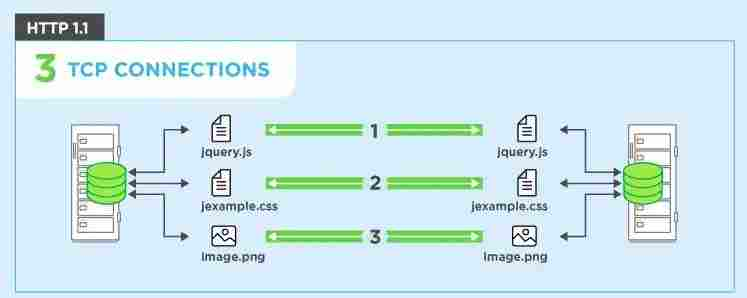 HTTP 1.1
3 TCP CONNECTIONS
jquery.js 1 jquery.js
jexample.css 2 jexample.css
Image.png 3 Image.png